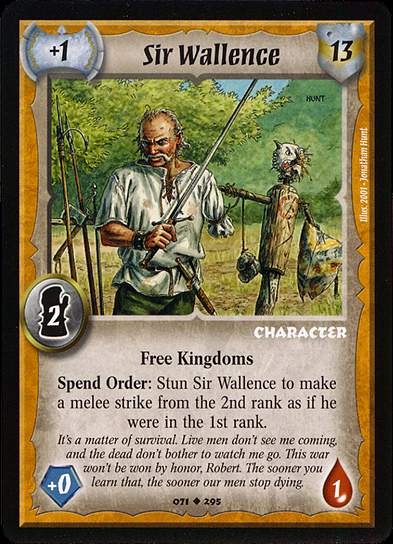 +1
Sir Wallence
13
HUNT
Illus. 2001 - Jonathan Hunt
2
CHARACTER
Free Kingdoms
Spend Order: Stun Sir Wallence to make
a melee strike from the 2nd rank as if he
were in the 1st rank.
It's a matter of survival. Live men don't see me coming,
and the dead don't bother to watch me go. This war
won't be won by honor, Robert. The sooner you
learn that, the sooner our men stop dying.
+0
071 ◆ 295
1